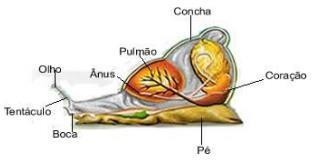 Concha
Pulmão
Olho
Ânus
Coração
Tentáculo
Boca
Pé